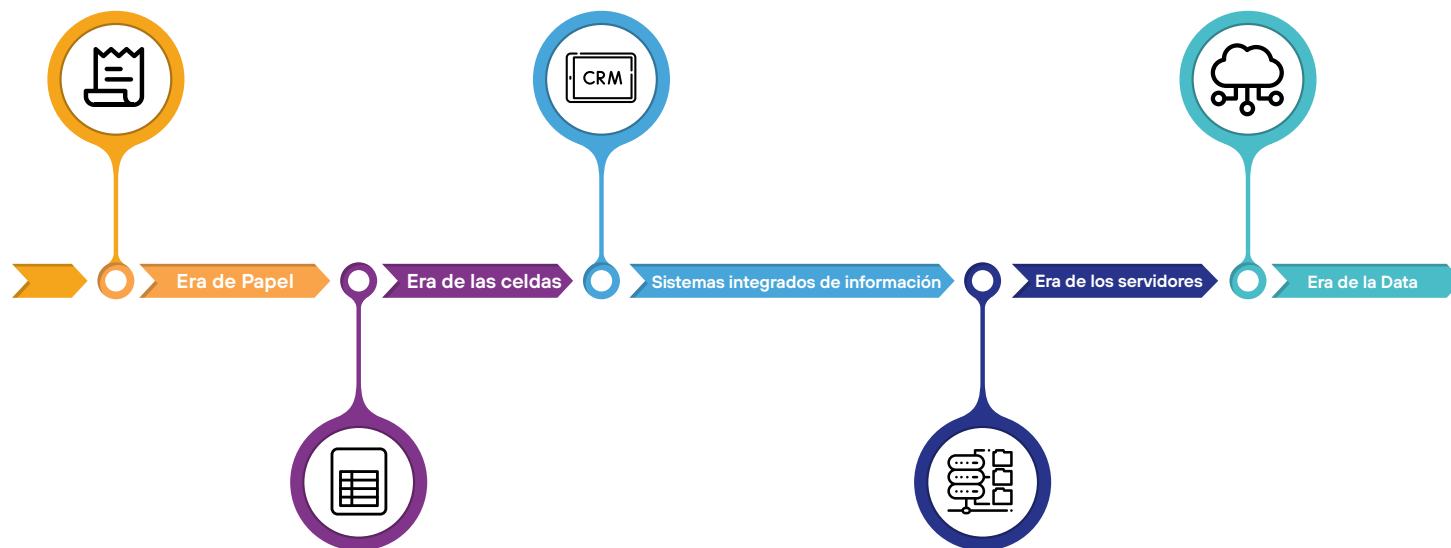 CRM
Era de Papel
Era de las celdas
Sistemas integrados de información
Era de los servidores
Era de la Data